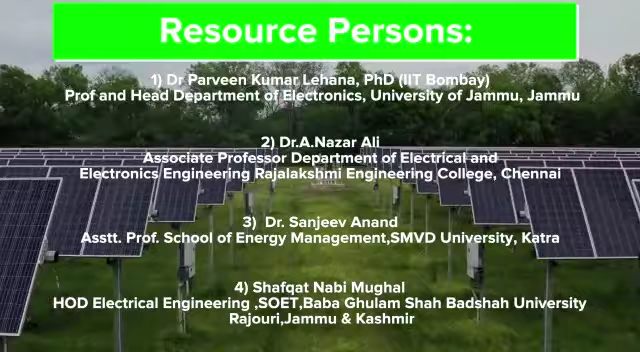 Resource Persons:
1) Dr Parveen Kumar Lehana, PhD (IIT Bombay)
Prof and Head Department of Electronics, University of Jammu, Jammu
2) Dr.A.Nazar Ali
Associate Professor Department of Electrical and
Electronics Engineering Rajalakshmi Engineering College, Chennai
3) Dr. Sanjeev Anand
Asstt. Prof. School of Energy Management,SMVD University, Katra
4) Shafqat Nabi Mughal
HOD Electrical Engineering ,SOET,Baba Ghulam Shah Badshah University
Rajouri,Jammu & Kashmir